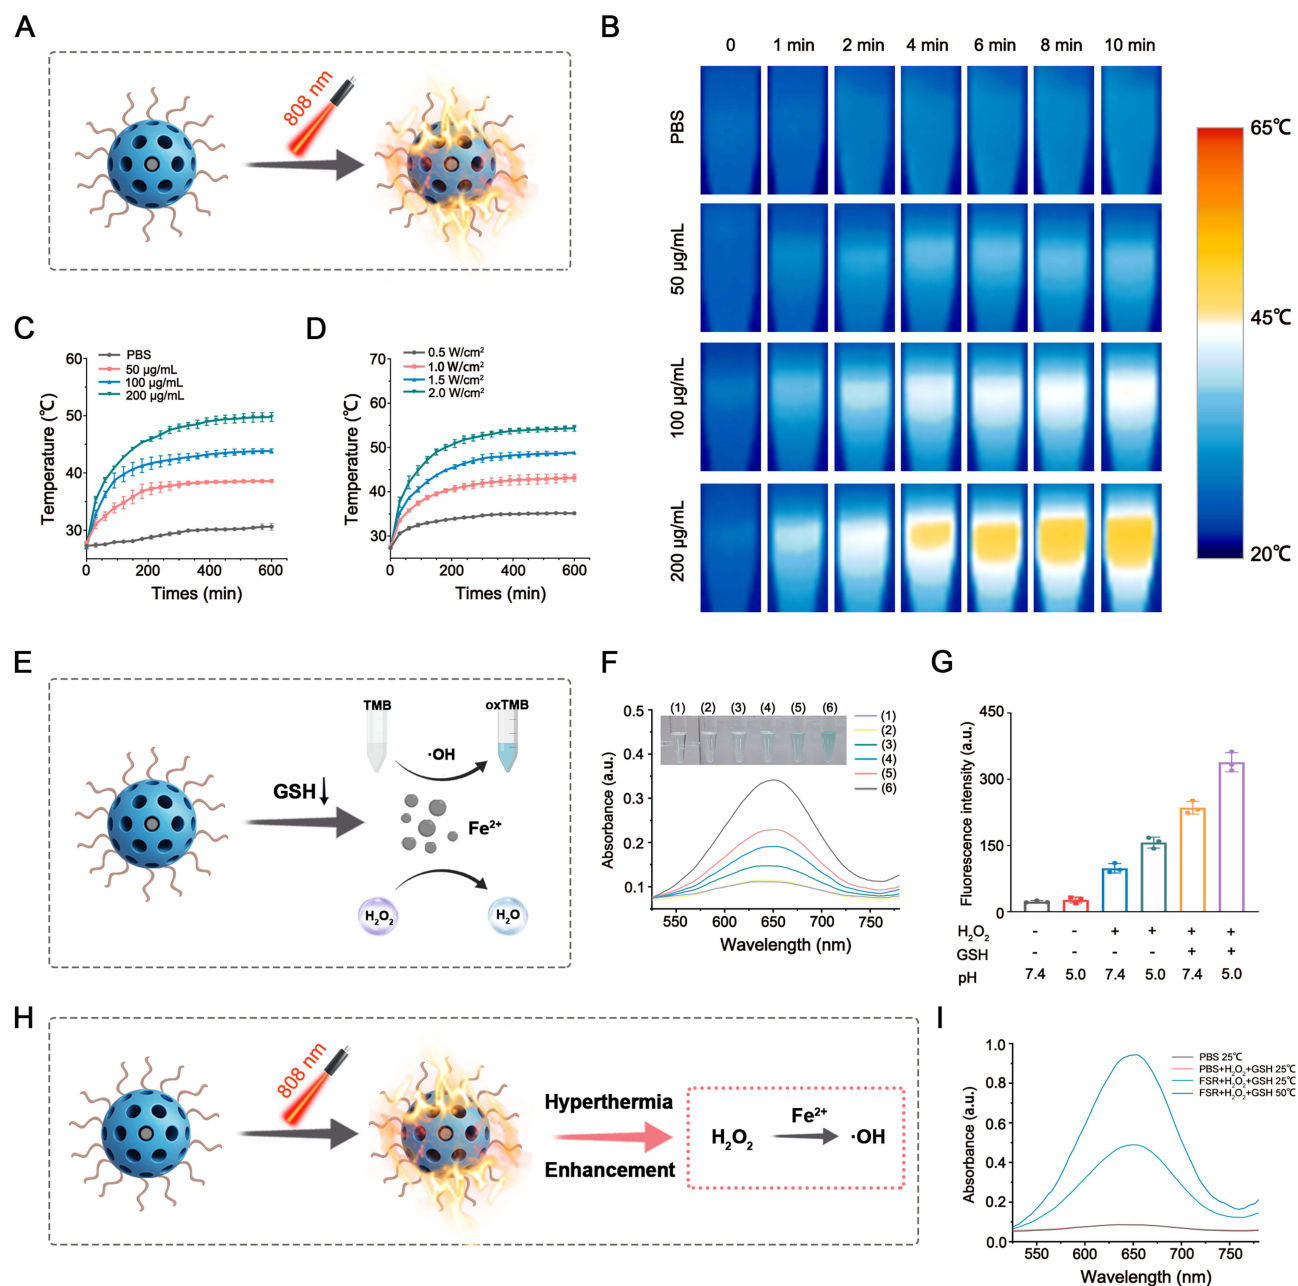 A
808 nm
B
0 1 min 2 min 4 min 6 min 8 min 10 min
PBS
50 µg/mL
100 µg/mL
200 µg/mL
65℃
45℃
20℃
C
PBS
50 µg/mL
100 µg/mL
200 µg/mL
60
50
40
30
Temperature (℃)
0 200 400 600
Times (min)
D
0.5 W/cm²
1.0 W/cm²
1.5 W/cm²
2.0 W/cm²
70
60
50
40
30
Temperature (℃)
0 200 400 600
Times (min)
E
GSH↓
TMB
oxTMB
·OH
Fe²⁺
H₂O₂
H₂O
F
(1) (2) (3) (4) (5) (6)
(1)
(2)
(3)
(4)
(5)
(6)
0.5
0.4
0.3
0.2
0.1
Absorbance (a.u.)
550 600 650 700 750
Wavelength (nm)
G
450
300
150
0
Fluorescence intensity (a.u.)
H₂O₂ - - + + + +
GSH - - - - + +
pH 7.4 5.0 7.4 5.0 7.4 5.0
H
808 nm
Hyperthermia
Enhancement
H₂O₂
Fe²⁺
·OH
I
PBS 25℃
PBS+H₂O₂+GSH 25℃
FSR+H₂O₂+GSH 25℃
FSR+H₂O₂+GSH 50℃
1.0
0.8
0.6
0.4
0.2
0.0
Absorbance (a.u.)
550 600 650 700 750
Wavelength (nm)